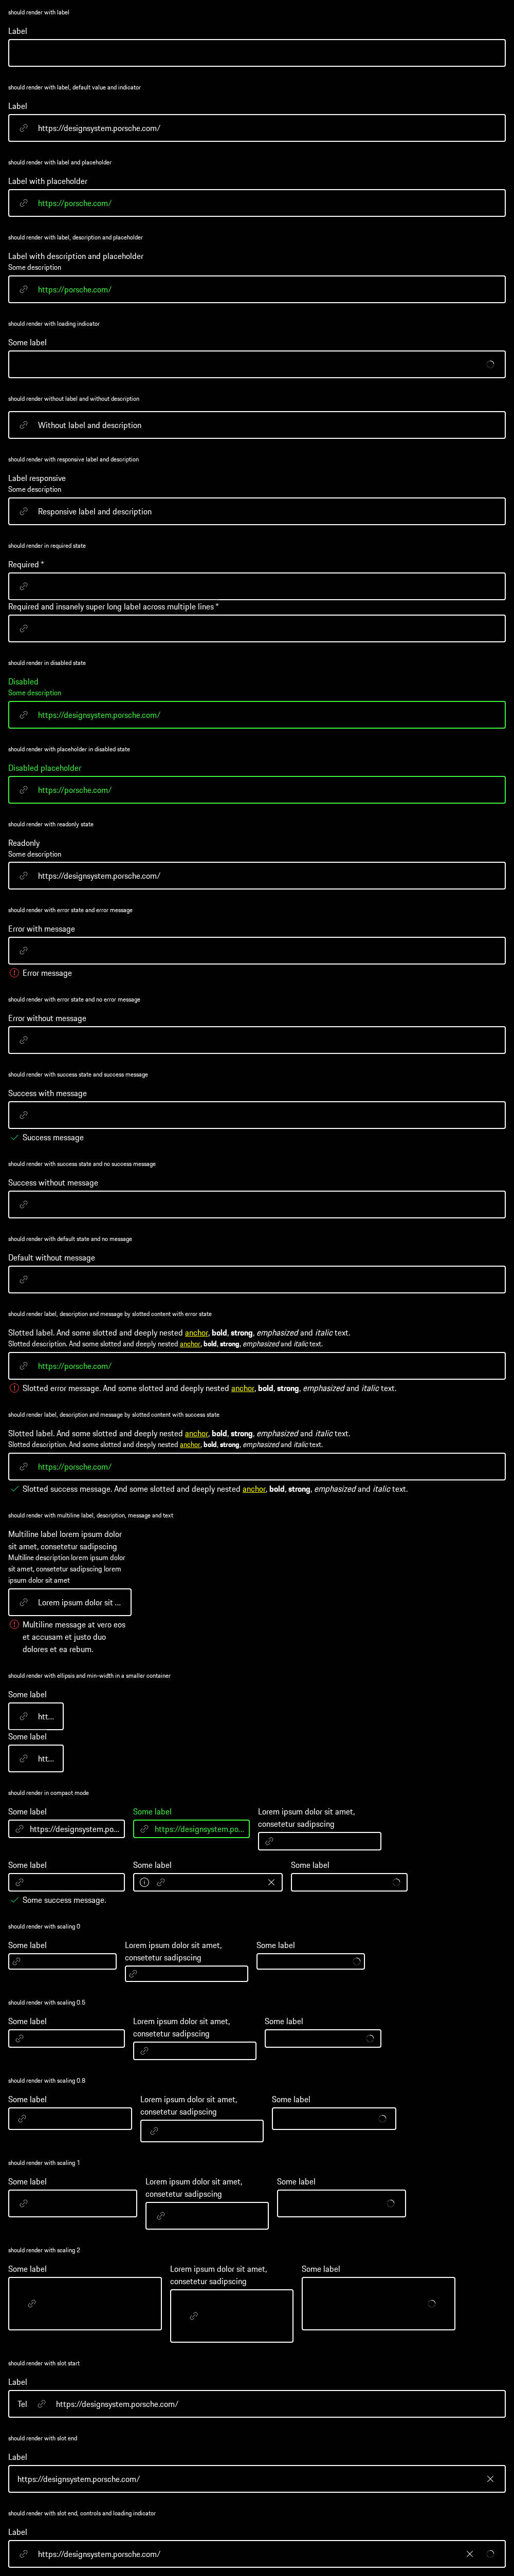 should render with label
Label
should render with label, default value and indicator
Label
https://designsystem.porsche.com/
should render with label and placeholder
Label with placeholder
https://porsche.com/
should render with label, description and placeholder
Label with description and placeholder
Some description
https://porsche.com/
should render with loading indicator
Some label
should render without label and without description
Without label and description
should render with responsive label and description
Label responsive
Some description
Responsive label and description
should render in required state
Required *
Required and insanely super long label across multiple lines *
should render in disabled state
Disabled
Some description
https://designsystem.porsche.com/
should render with placeholder in disabled state
Disabled placeholder
https://porsche.com/
should render with readonly state
Readonly
Some description
https://designsystem.porsche.com/
should render with error state and error message
Error with message
Error message
should render with error state and no error message
Error without message
should render with success state and success message
Success with message
Success message
should render with success state and no success message
Success without message
should render with default state and no message
Default without message
should render label, description and message by slotted content with error state
Slotted label. And some slotted and deeply nested anchor, bold, strong, emphasized and italic text.
Slotted description. And some slotted and deeply nested anchor, bold, strong, emphasized and italic text.
https://porsche.com/
Slotted error message. And some slotted and deeply nested anchor, bold, strong, emphasized and italic text.
should render label, description and message by slotted content with success state
Slotted label. And some slotted and deeply nested anchor, bold, strong, emphasized and italic text.
Slotted description. And some slotted and deeply nested anchor, bold, strong, emphasized and italic text.
https://porsche.com/
Slotted success message. And some slotted and deeply nested anchor, bold, strong, emphasized and italic text.
should render with multiline label, description, message and text
Multiline label lorem ipsum dolor
sit amet, consetetur sadipscing
Multiline description lorem ipsum dolor
sit amet, consetetur sadipscing lorem
ipsum dolor sit amet
Lorem ipsum dolor sit ...
Multiline message at vero eos
et accusam et justo duo
dolores et ea rebum.
should render with ellipsis and min-width in a smaller container
Some label
htt...
Some label
htt...
should render in compact mode
Some label
https://designsystem.po...
Some label
https://designsystem.po...
Lorem ipsum dolor sit amet,
consetetur sadipscing
Some label
Some success message.
Some label
Some label
should render with scaling 0
Some label
Lorem ipsum dolor sit amet,
consetetur sadipscing
Some label
should render with scaling 0.5
Some label
Lorem ipsum dolor sit amet,
consetetur sadipscing
Some label
should render with scaling 0.8
Some label
Lorem ipsum dolor sit amet,
consetetur sadipscing
Some label
should render with scaling 1
Some label
Lorem ipsum dolor sit amet,
consetetur sadipscing
Some label
should render with scaling 2
Some label
Lorem ipsum dolor sit amet,
consetetur sadipscing
Some label
should render with slot start
Label
Tel https://designsystem.porsche.com/
should render with slot end
Label
https://designsystem.porsche.com/
should render with slot end, controls and loading indicator
Label
https://designsystem.porsche.com/